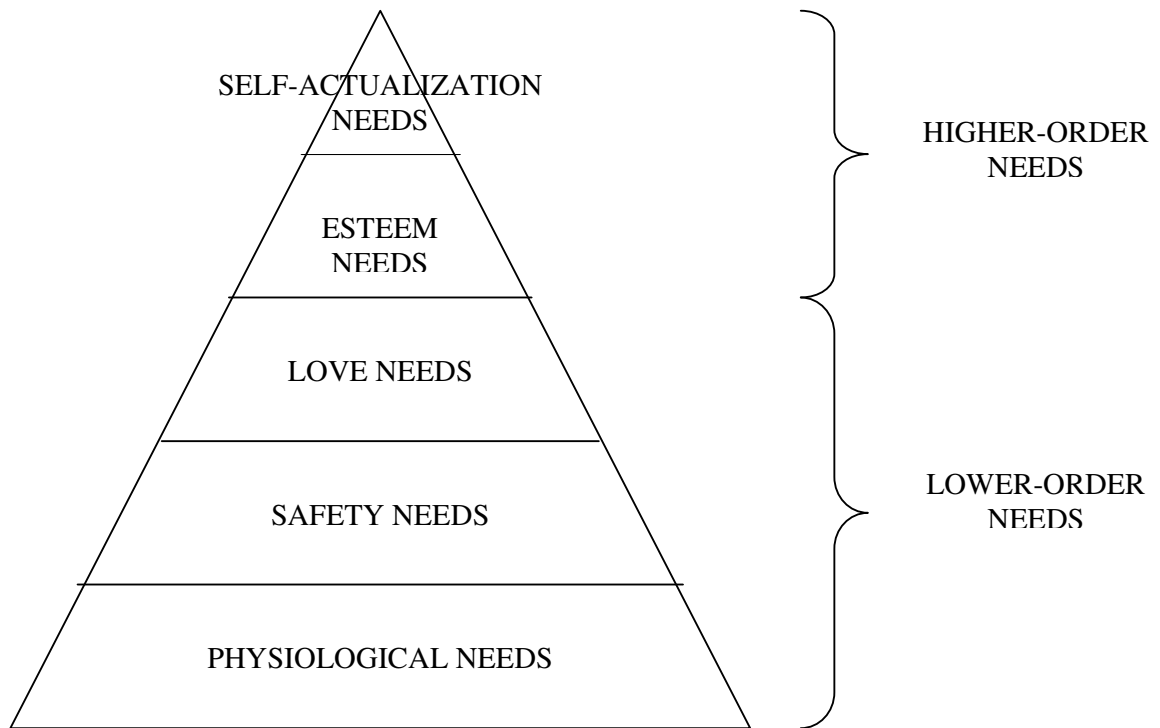 SELF-ACTUALIZATION
NEEDS
HIGHER-ORDER
NEEDS
ESTEEM
NEEDS
LOVE NEEDS
SAFETY NEEDS
LOWER-ORDER
NEEDS
PHYSIOLOGICAL NEEDS